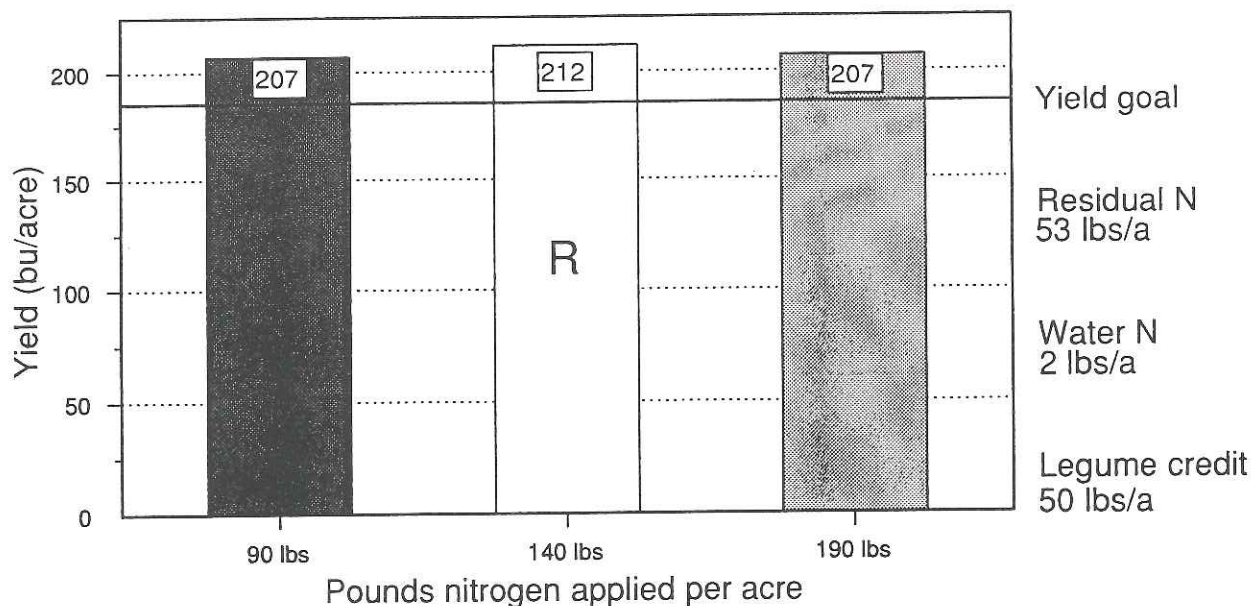 Yield (bu/acre)
200
150
100
50
0
207
212
207
R
90 lbs
140 lbs
190 lbs
Pounds nitrogen applied per acre
Yield goal
Residual N
53 lbs/a
Water N
2 lbs/a
Legume credit
50 lbs/a